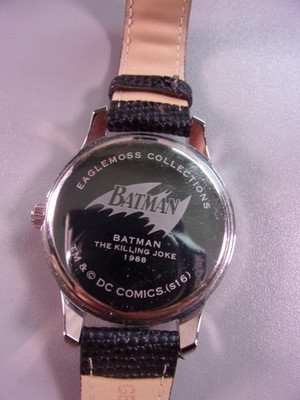 EAGLEMOSS COLLECTIONS
BATMAN
BATMAN
THE KILLING JOKE
1988
TM & © DC COMICS.(s16)